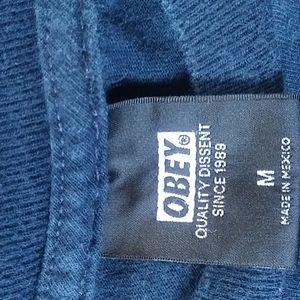 OBEY®
QUALITY DISSENT
SINCE 1989
M
MADE IN MEXICO